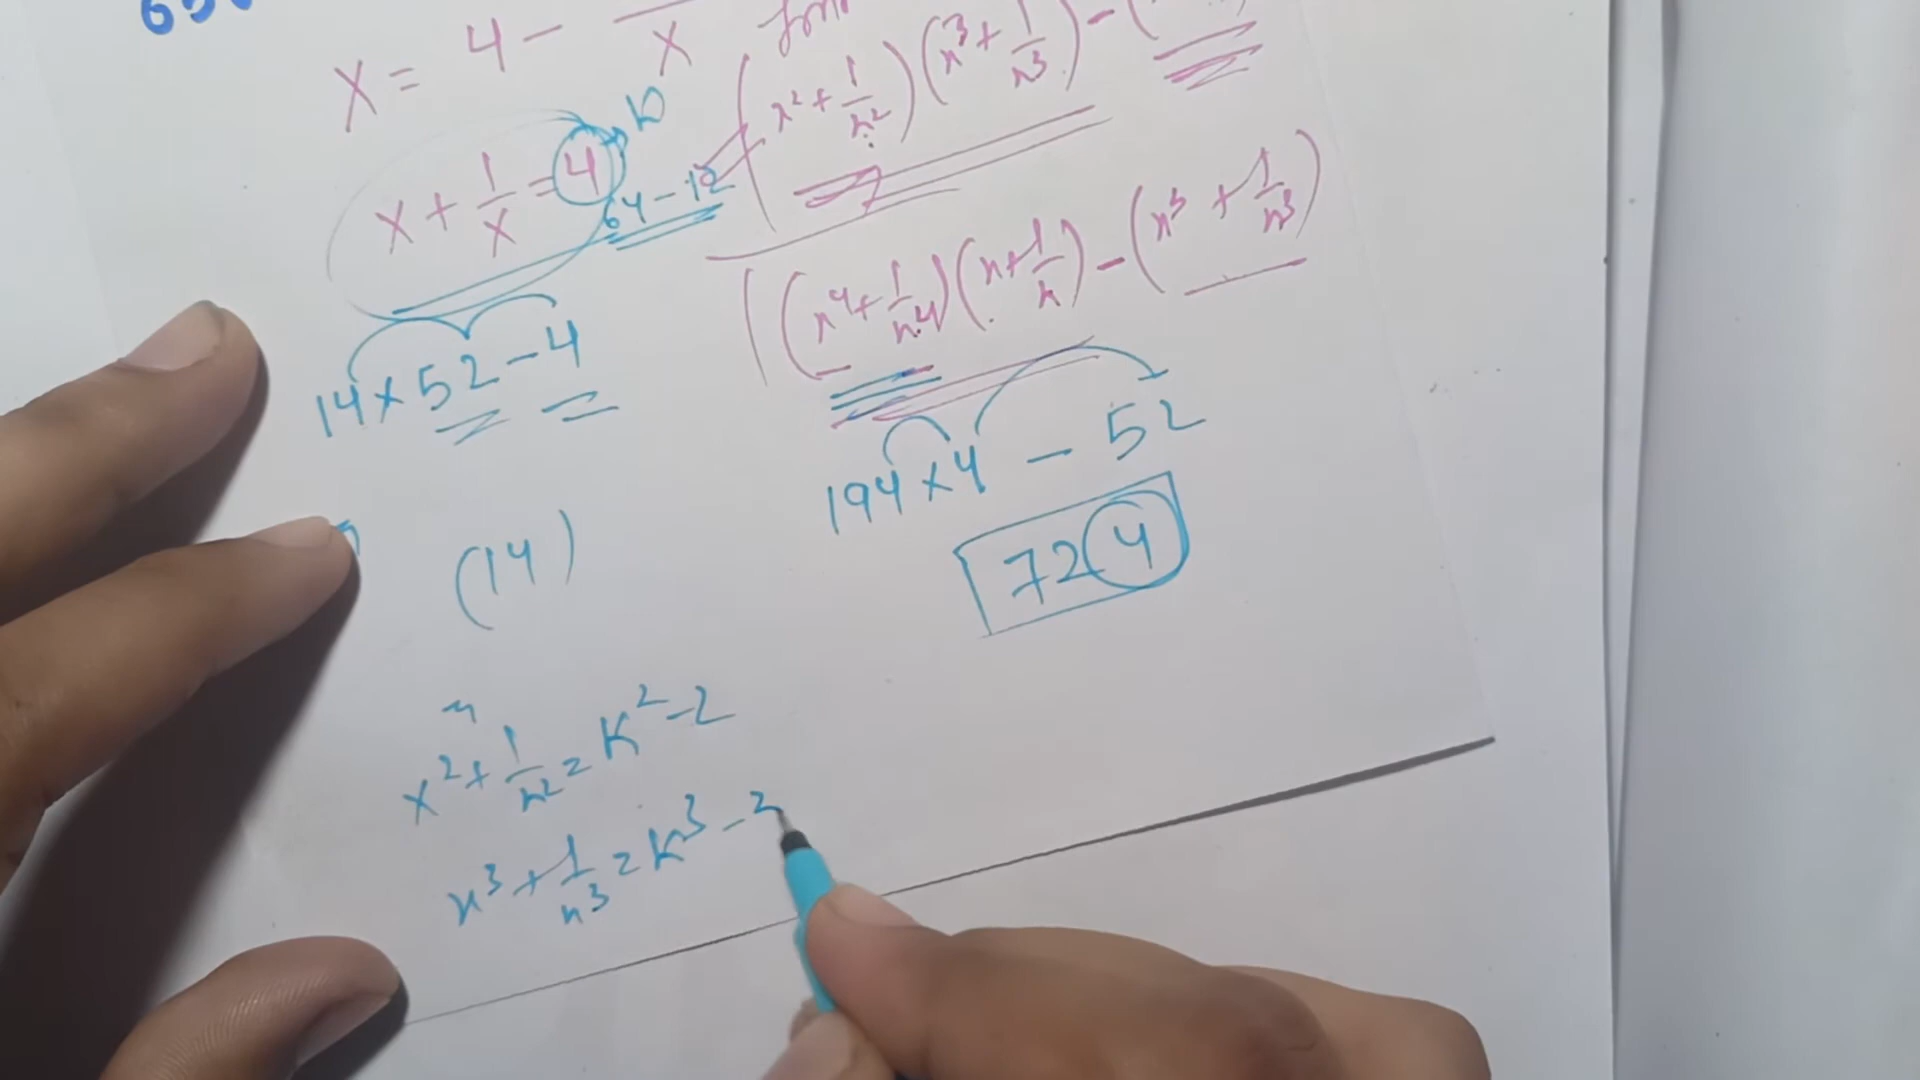 X = 4 - ― / X
(x² + 1/x²)(x³ + 1/x³) - (
X + 1/X = 4
64 - 12
7
(x⁴ + 1/x⁴)(x + 1/x) - (x³ + 1/x³)
14 x 52 - 4
194 x 4 - 52
(14)
724
x² + 1/x² = K² - 2
x³ + 1/x³ = K³ - 3